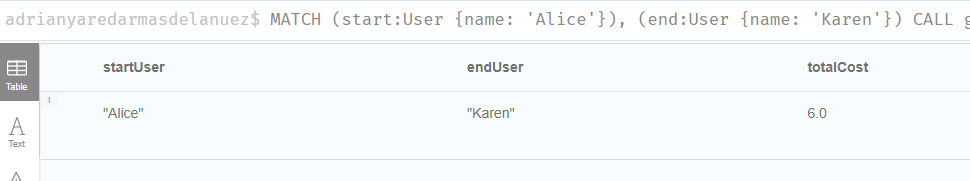 adrianyaredarmasdelanuez$ MATCH (start:User {name: 'Alice'}), (end:User {name: 'Karen'}) CALL g
startUser endUser totalCost
Table
1 "Alice" "Karen" 6.0
A
Text